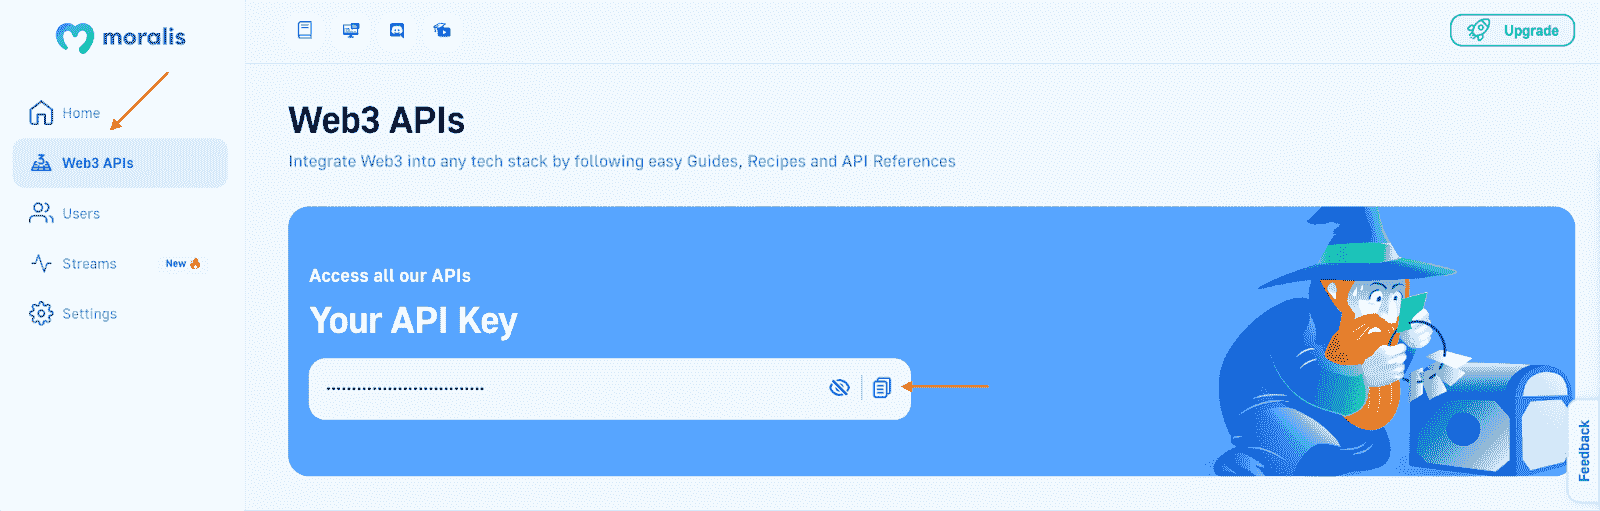 moralis
Upgrade
Home
Web3 APIs
Users
Streams New
Settings
Web3 APIs
Integrate Web3 into any tech stack by following easy Guides, Recipes and API References
Access all our APIs
Your API Key
Feedback